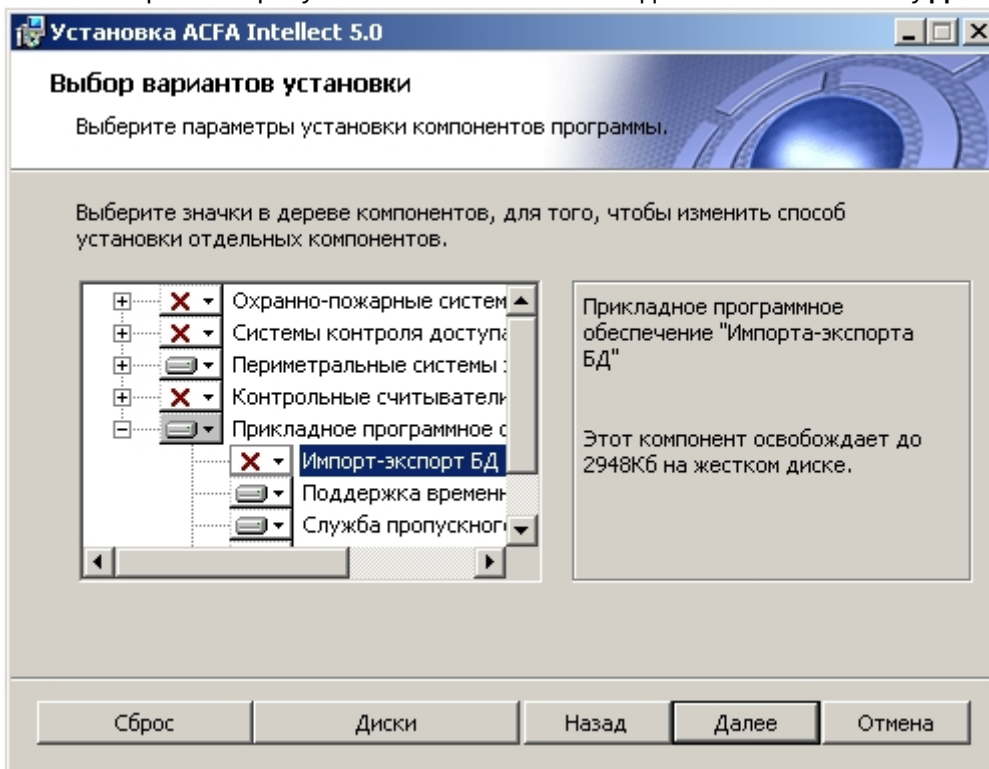 Установка ACFA Intellect 5.0
Выбор вариантов установки
Выберите параметры установки компонентов программы.
Выберите значки в дереве компонентов, для того, чтобы изменить способ
установки отдельных компонентов.
Охранно-пожарные систем
Системы контроля доступа
Периметральные системы з
Контрольные считыватели
Прикладное программное о
Импорт-экспорт БД
Поддержка временн
Служба пропускного
Прикладное программное
обеспечение "Импорта-экспорта
БД"
Этот компонент освобождает до
2948Кб на жестком диске.
Сброс
Диски
Назад
Далее
Отмена